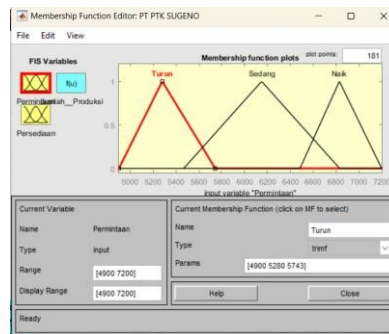 Membership Function Editor: PT PTK SUGENO
File Edit View
FIS Variables
Membership function plots
plot points:
181
f(u)
Persediaan
Turun
Sedang
Naik
1
0.5
0
5000 5200 5400 5600 5800 6000 6200 6400 6600 6800 7000 7200
input variable "Permintaan"
Current Variable
Name Permintaan
Type input
Range [4900 7200]
Display Range [4900 7200]
Current Membership Function (click on MF to select)
Name Turun
Type trimf
Params [4900 5280 5743]
Help
Close
Ready